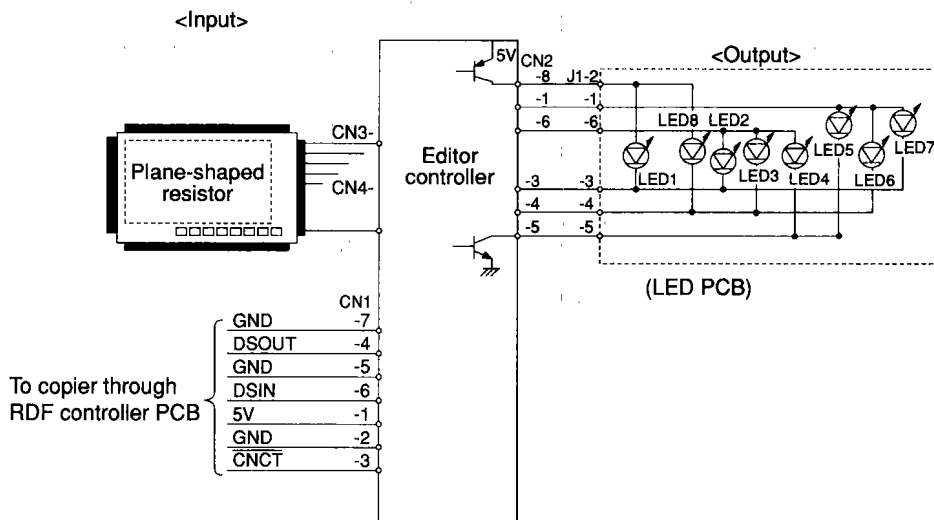 <Input>
5V
CN2
<Output>
-8 J1-2
-1 -1
-6 -6
LED8 LED2
CN3-
Plane-shaped
resistor
CN4-
Editor
controller
LED1
LED3
LED4
LED5
LED6
LED7
-3 -3
-4 -4
-5 -5
(LED PCB)
CN1
GND -7
DSOUT -4
GND -5
DSIN -6
5V -1
GND -2
CNCT -3
To copier through
RDF controller PCB